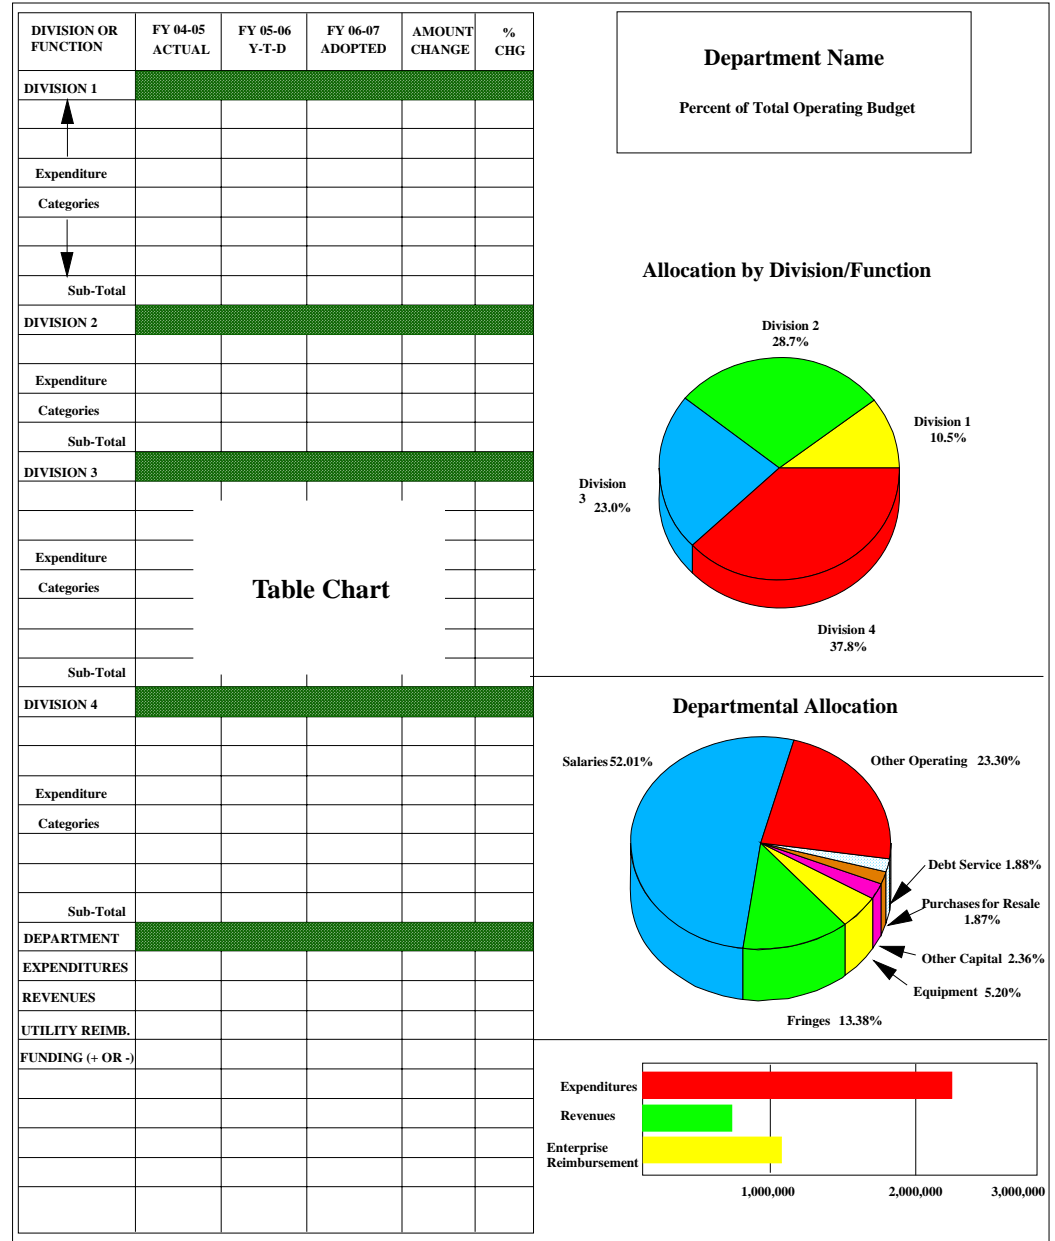 DIVISION OR FUNCTION
FY 04-05 ACTUAL
FY 05-06 Y-T-D
FY 06-07 ADOPTED
AMOUNT CHANGE
% CHG
DIVISION 1
Expenditure
Categories
Sub-Total
DIVISION 2
Expenditure
Categories
Sub-Total
DIVISION 3
Expenditure
Categories
Table Chart
Sub-Total
DIVISION 4
Expenditure
Categories
Sub-Total
DEPARTMENT
EXPENDITURES
REVENUES
UTILITY REIMB.
FUNDING (+ OR -)
Department Name
Percent of Total Operating Budget
Allocation by Division/Function
Division 2
28.7%
Division 1
10.5%
Division
3 23.0%
Division 4
37.8%
Departmental Allocation
Salaries 52.01%
Other Operating 23.30%
Debt Service 1.88%
Purchases for Resale
1.87%
Other Capital 2.36%
Equipment 5.20%
Fringes 13.38%
Expenditures
Revenues
Enterprise
Reimbursement
1,000,000 2,000,000 3,000,000